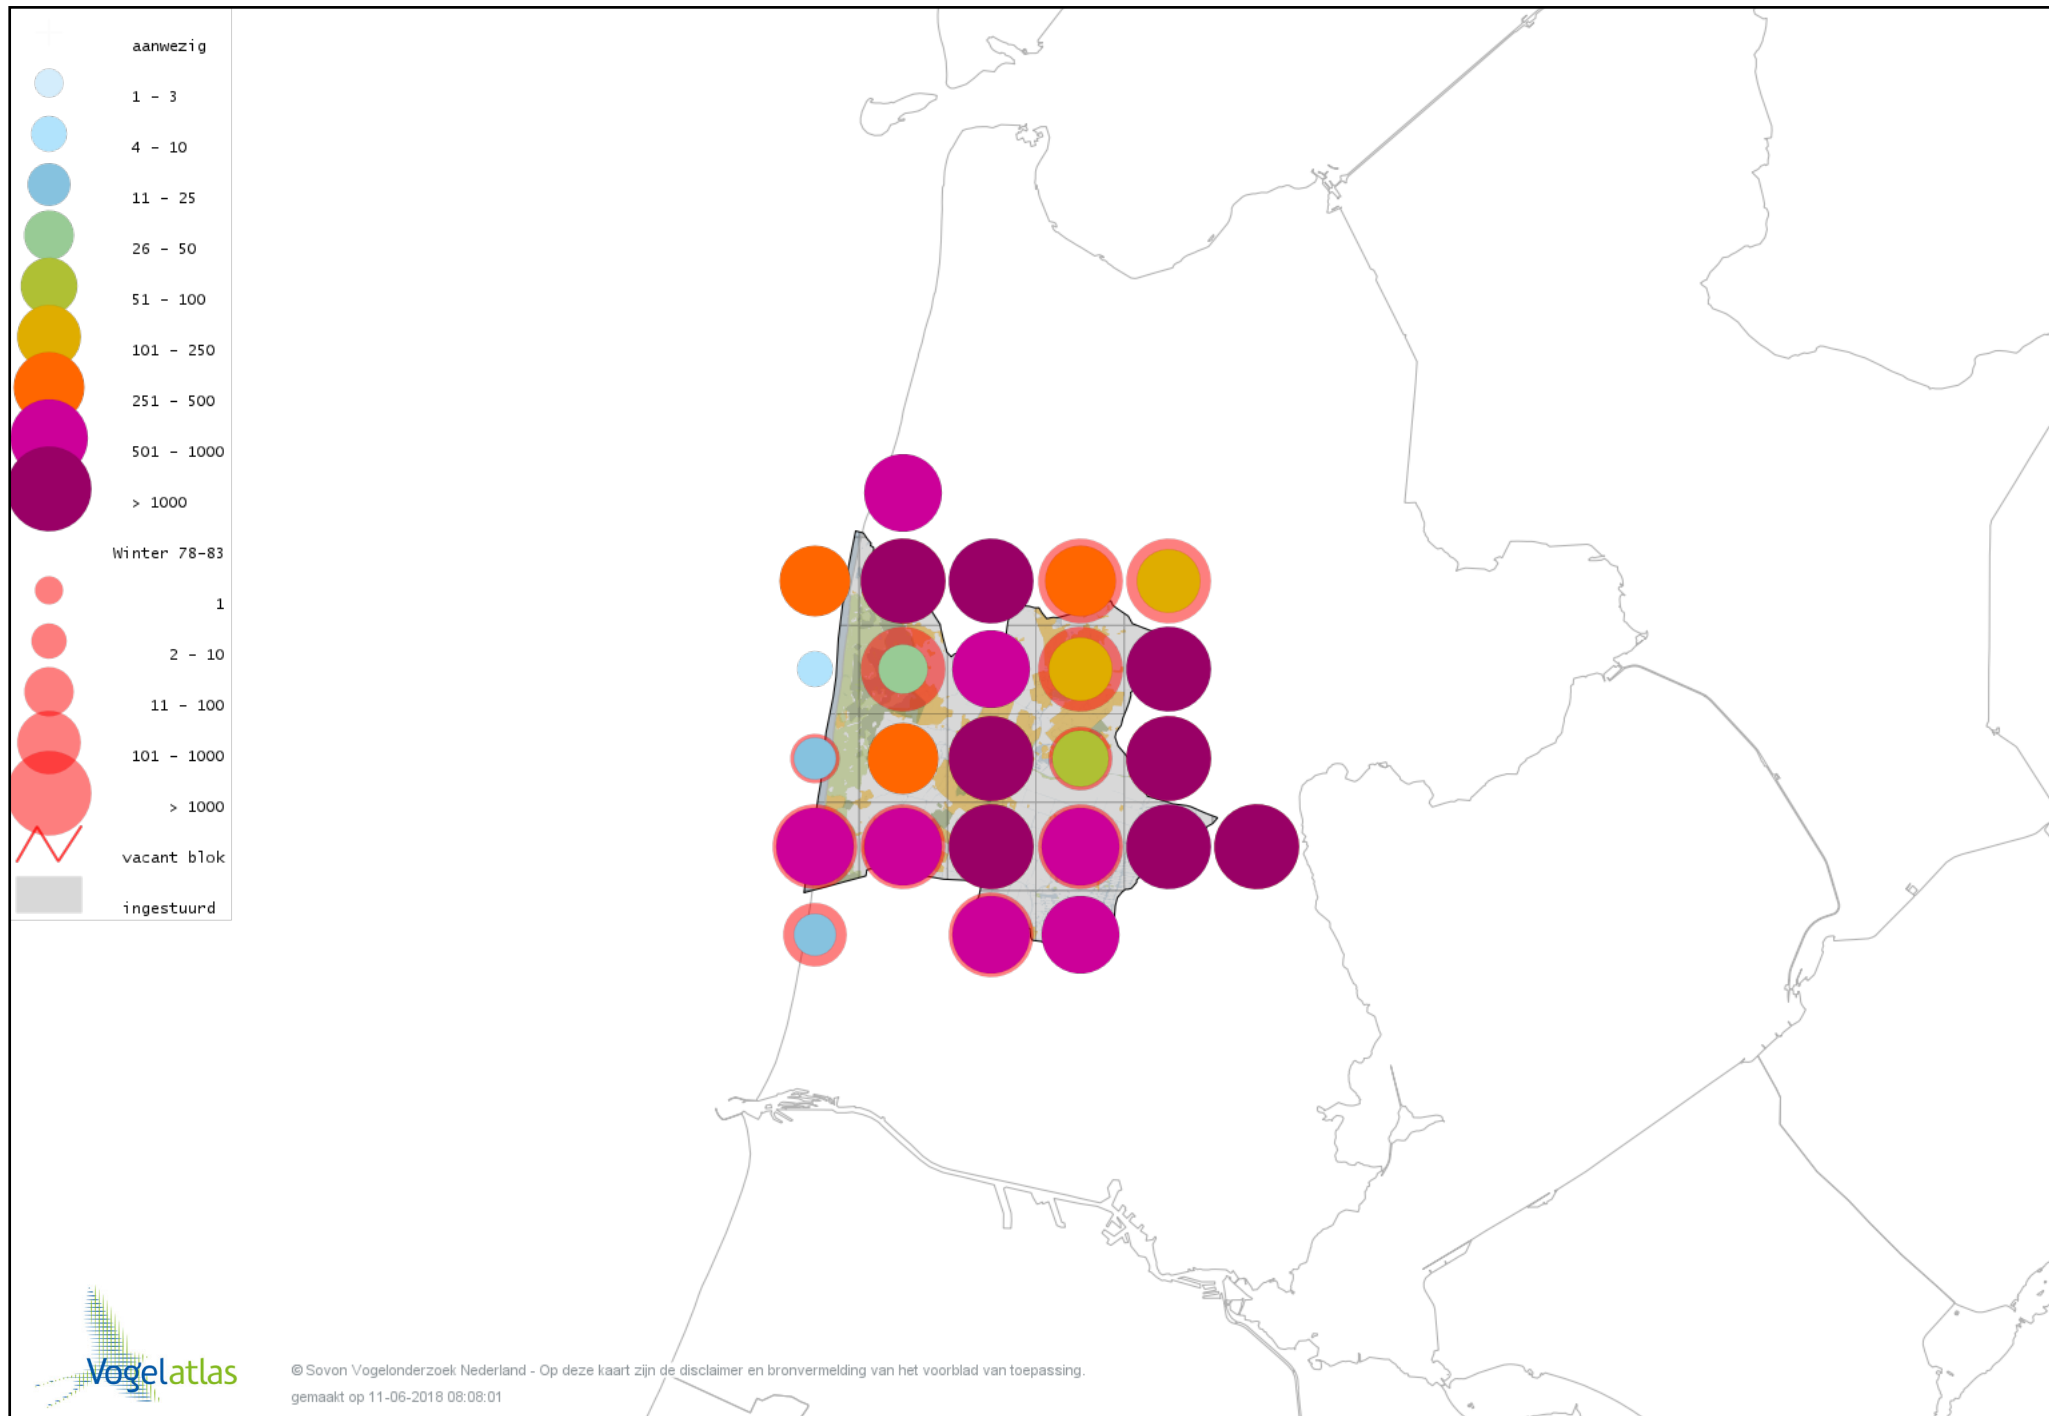 aanwezig
1 - 3
4 - 10
11 - 25
26 - 50
51 - 100
101 - 250
251 - 500
501 - 1000
> 1000
Winter 78-83
1
2 - 10
11 - 100
101 - 1000
> 1000
vacant blok
ingestuurd
Vogelatlas
© Sovon Vogelonderzoek Nederland - Op deze kaart zijn de disclaimer en bronvermelding van het voorblad van toepassing.
gemaakt op 11-06-2018 08:08:01